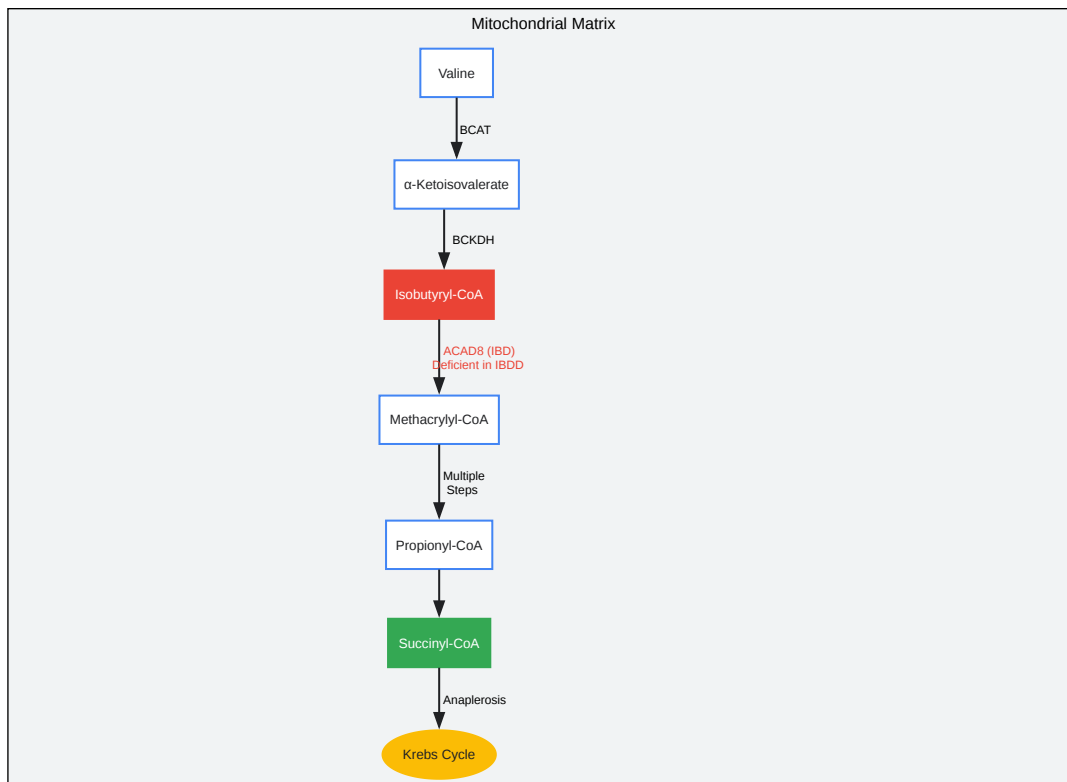 Mitochondrial Matrix
Valine
BCAT
α-Ketoisovalerate
BCKDH
Isobutyryl-CoA
ACAD8 (IBD)
Deficient in IBDD
Methacrylyl-CoA
Multiple
Steps
Propionyl-CoA
Succinyl-CoA
Anaplerosis
Krebs Cycle